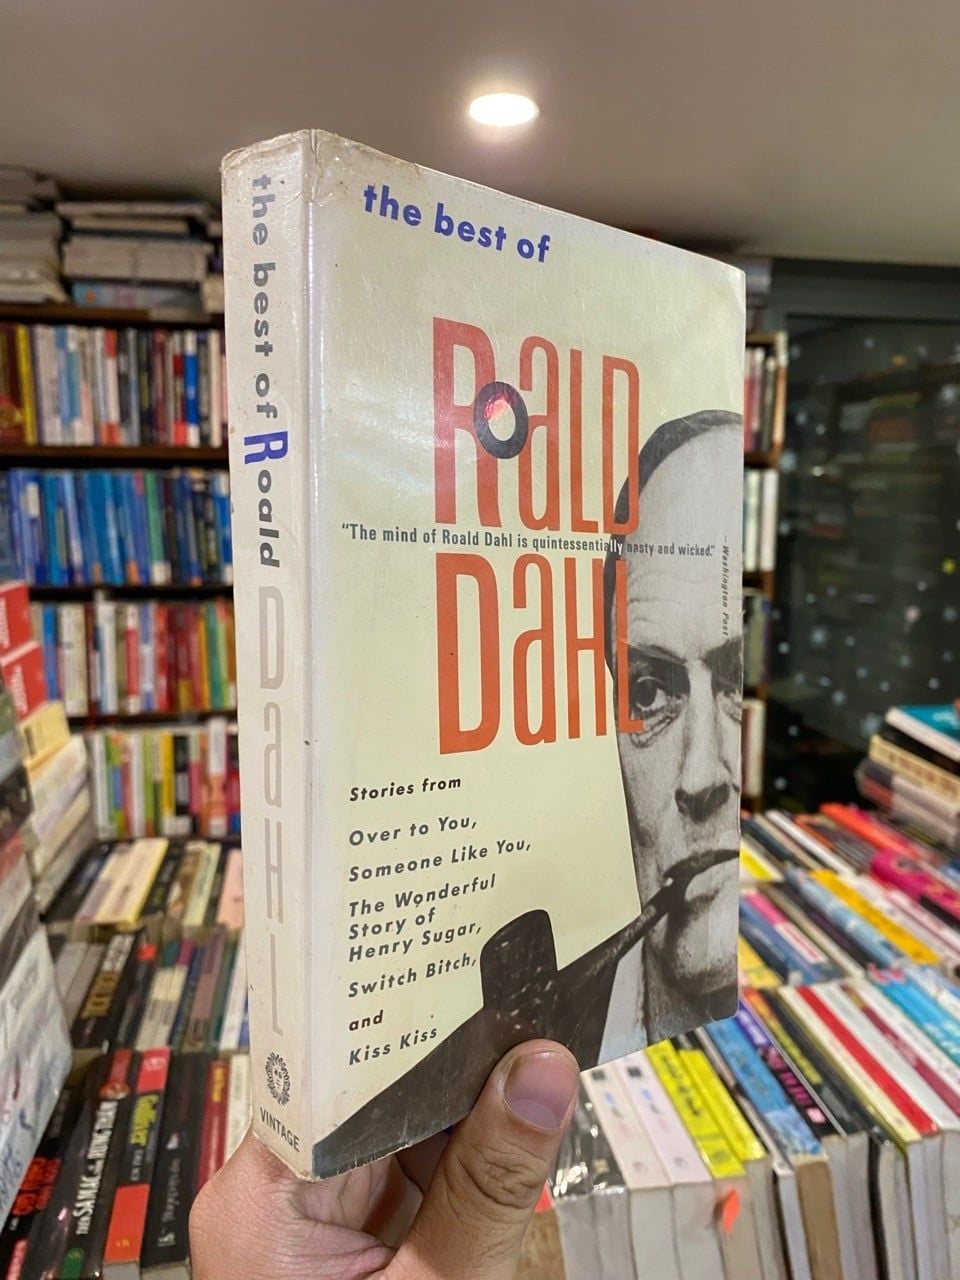 the best of
RoaLD
"The mind of Roald Dahl is quintessentially nasty and wicked."
— Washington Post
DaHL
Stories from
Over to You,
Someone Like You,
The Wonderful
Story of
Henry Sugar,
Switch Bitch,
and
Kiss Kiss
the best of Roald DaHL
VINTAGE